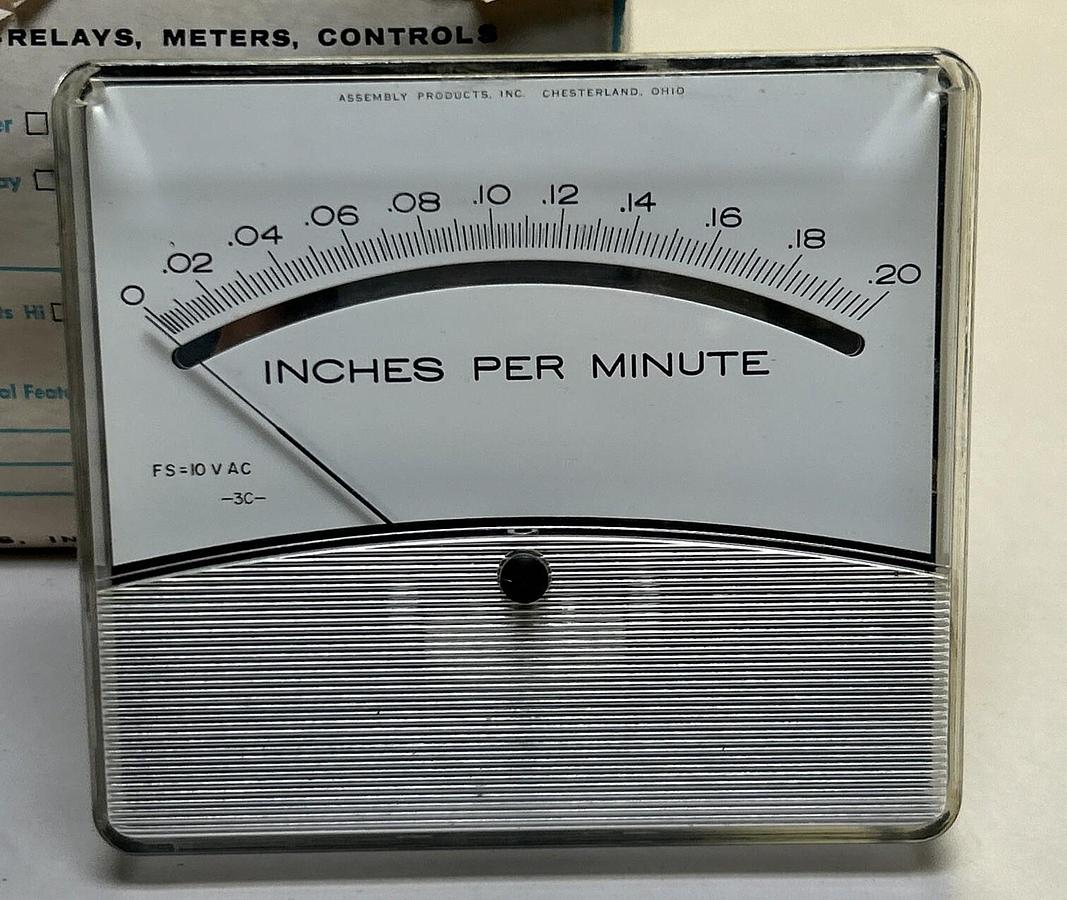 RELAYS, METERS, CONTROLS
ASSEMBLY PRODUCTS, INC. CHESTERLAND, OHIO
0 .02 .04 .06 .08 .10 .12 .14 .16 .18 .20
INCHES PER MINUTE
FS=10 V AC
-3C-
Hi